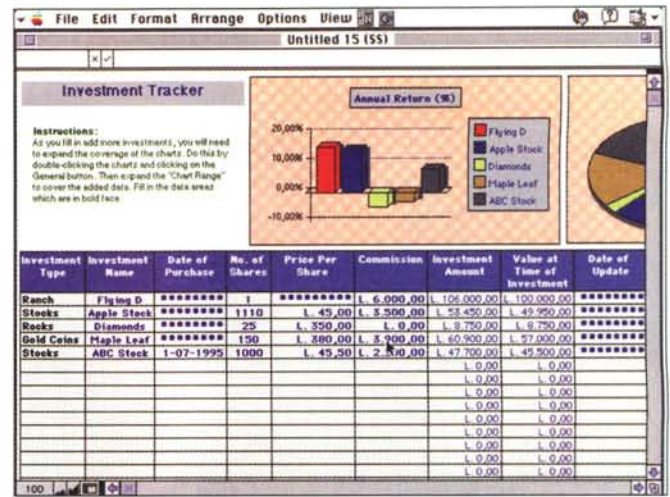 File Edit Format Arrange Options View
Untitled 15 (SS)
Investment Tracker
Instructions:
As you fill in add more investments, you will need
to expand the coverage of the charts. Do this by
double-clicking the charts and clicking on the
General button. Then expand the "Chart Range"
to cover the added data. Fill in the data areas
which are in bold face.
Annual Return (%)
20,00%
10,00%
0,00%
-10,00%
Flying D
Apple Stock
Diamonds
Maple Leaf
ABC Stock
Investment Type Investment Name Date of Purchase No. of Shares Price Per Share Commission Investment Amount Value at Time of Investment Date of Update
Ranch Flying D ******** 1 ********* L. 6.000,00 L. 106.000,00 L. 100.000,00 ********
Stocks Apple Stock ******** 1110 L. 45,00 L. 3.500,00 L. 53.450,00 L. 49.950,00 ********
Rocks Diamonds ******** 25 L. 350,00 L. 0,00 L. 8.750,00 L. 8.750,00 ********
Gold Coins Maple Leaf ******** 150 L. 380,00 L. 3.900,00 L. 60.900,00 L. 57.000,00 ********
Stocks ABC Stock 1-07-1995 1000 L. 45,50 L. 47.700,00 L. 45.500,00 ********
L. 0,00 L. 0,00
L. 0,00 L. 0,00
L. 0,00 L. 0,00
L. 0,00 L. 0,00
L. 0,00 L. 0,00
L. 0,00 L. 0,00
L. 0,00 L. 0,00
100